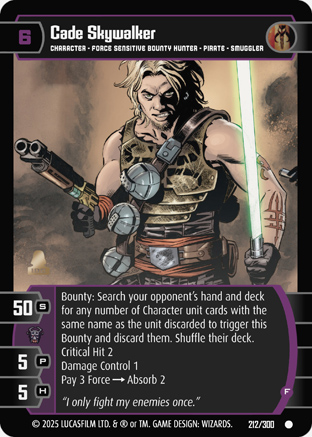 6
Cade Skywalker
CHARACTER • FORCE SENSITIVE BOUNTY HUNTER • PIRATE • SMUGGLER
50 S
5 P
5 H
Bounty: Search your opponent's hand and deck
for any number of Character unit cards with the
same name as the unit discarded to trigger this
Bounty and discard them. Shuffle their deck.
Critical Hit 2
Damage Control 1
Pay 3 Force → Absorb 2
F
"I only fight my enemies once."
© 2025 LUCASFILM LTD. & ® or TM. GAME DESIGN: WIZARDS. 212/300